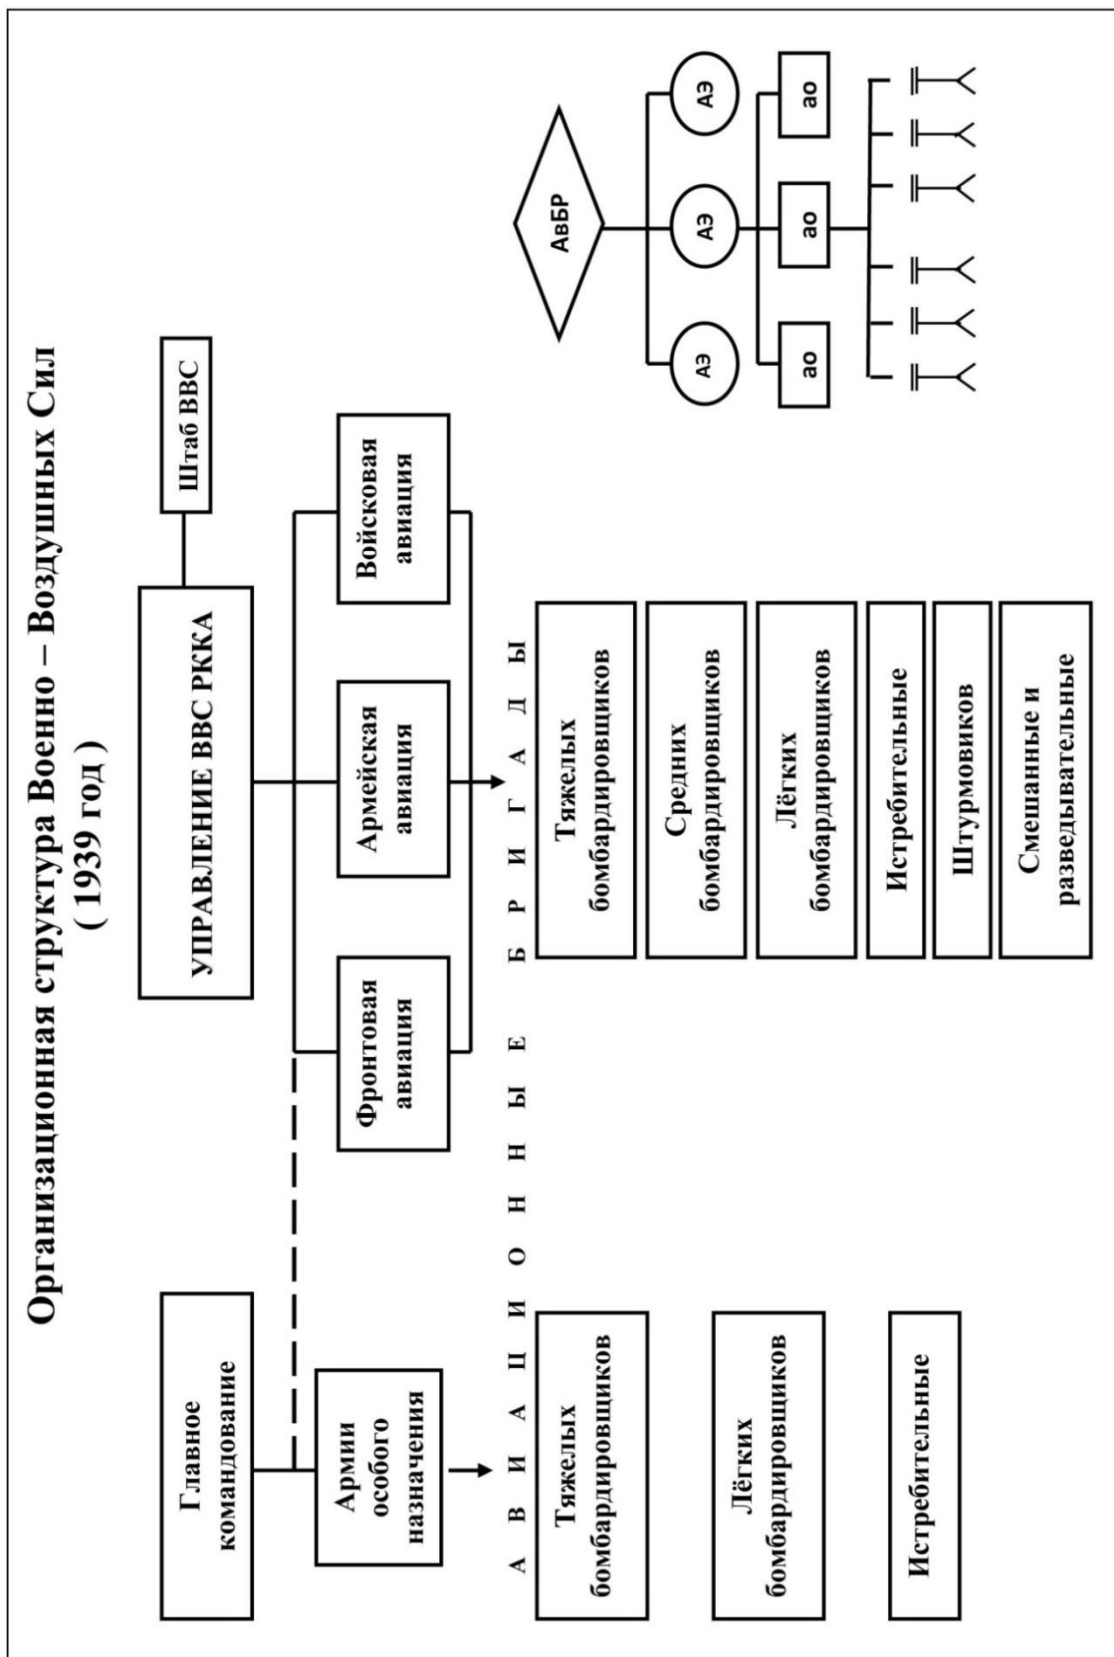 Организационная структура Военно – Воздушных Сил
( 1939 год )
Главное
командование
УПРАВЛЕНИЕ ВВС РККА
Штаб ВВС
Армии
особого
назначения
Фронтовая
авиация
Армейская
авиация
Войсковая
авиация
АВИАЦИОННЫЕ БРИГАДЫ
Тяжелых
бомбардировщиков
Лёгких
бомбардировщиков
Истребительные
Тяжелых
бомбардировщиков
Средних
бомбардировщиков
Лёгких
бомбардировщиков
Истребительные
Штурмовиков
Смешанные и
разведывательные
АвБР
АЭ
АЭ
АЭ
ао
ао
ао